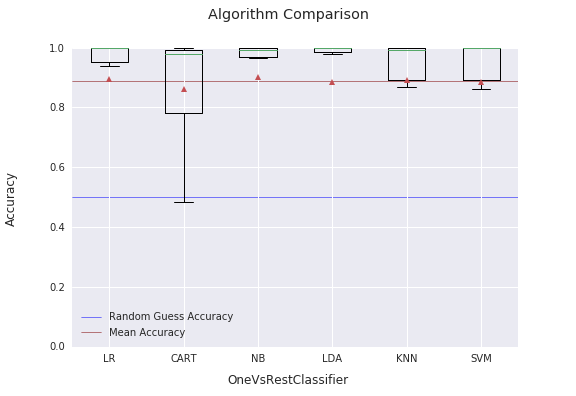 Algorithm Comparison
1.0
0.8
0.6
0.4
0.2
0.0
Accuracy
Random Guess Accuracy
Mean Accuracy
LR CART NB LDA KNN SVM
OneVsRestClassifier